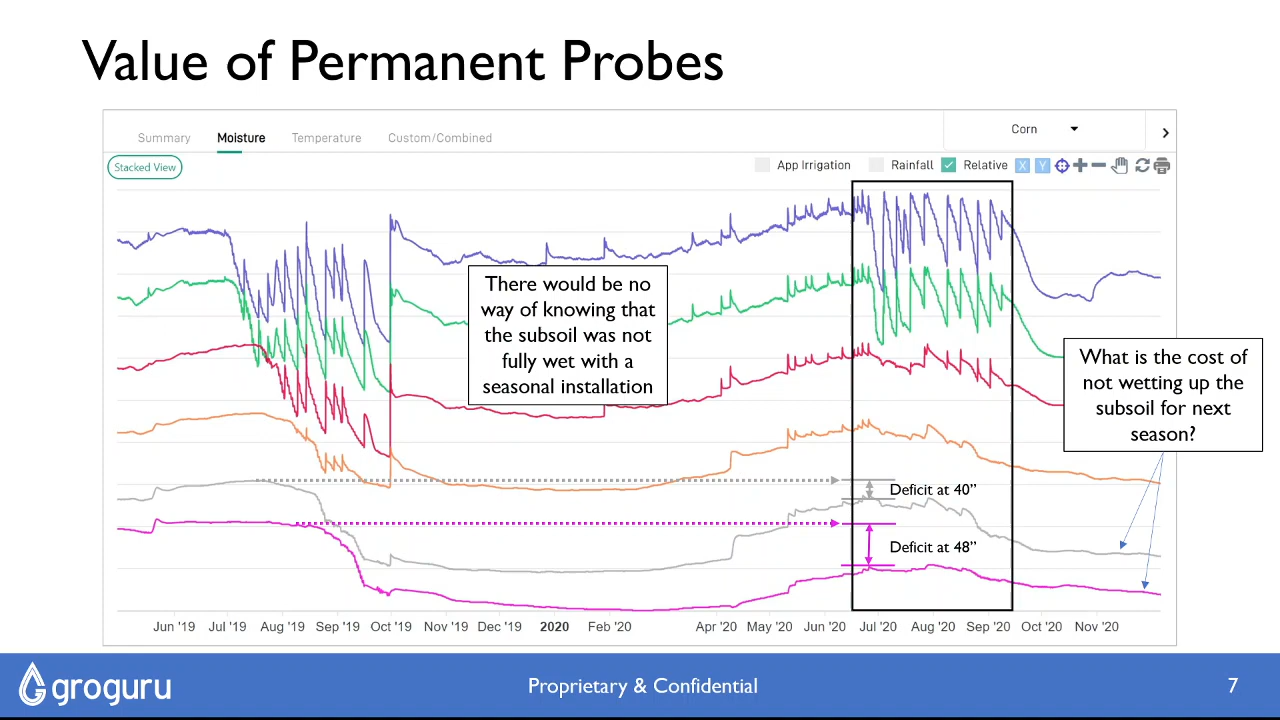 Value of Permanent Probes
Summary Moisture Temperature Custom/Combined
Corn
Stacked View
App Irrigation Rainfall Relative X Y
There would be no
way of knowing that
the subsoil was not
fully wet with a
seasonal installation
What is the cost of
not wetting up the
subsoil for next
season?
Deficit at 40”
Deficit at 48”
Jun '19 Jul '19 Aug '19 Sep '19 Oct '19 Nov '19 Dec '19 2020 Feb '20 Apr '20 May '20 Jun '20 Jul '20 Aug '20 Sep '20 Oct '20 Nov '20
groguru
Proprietary & Confidential
7